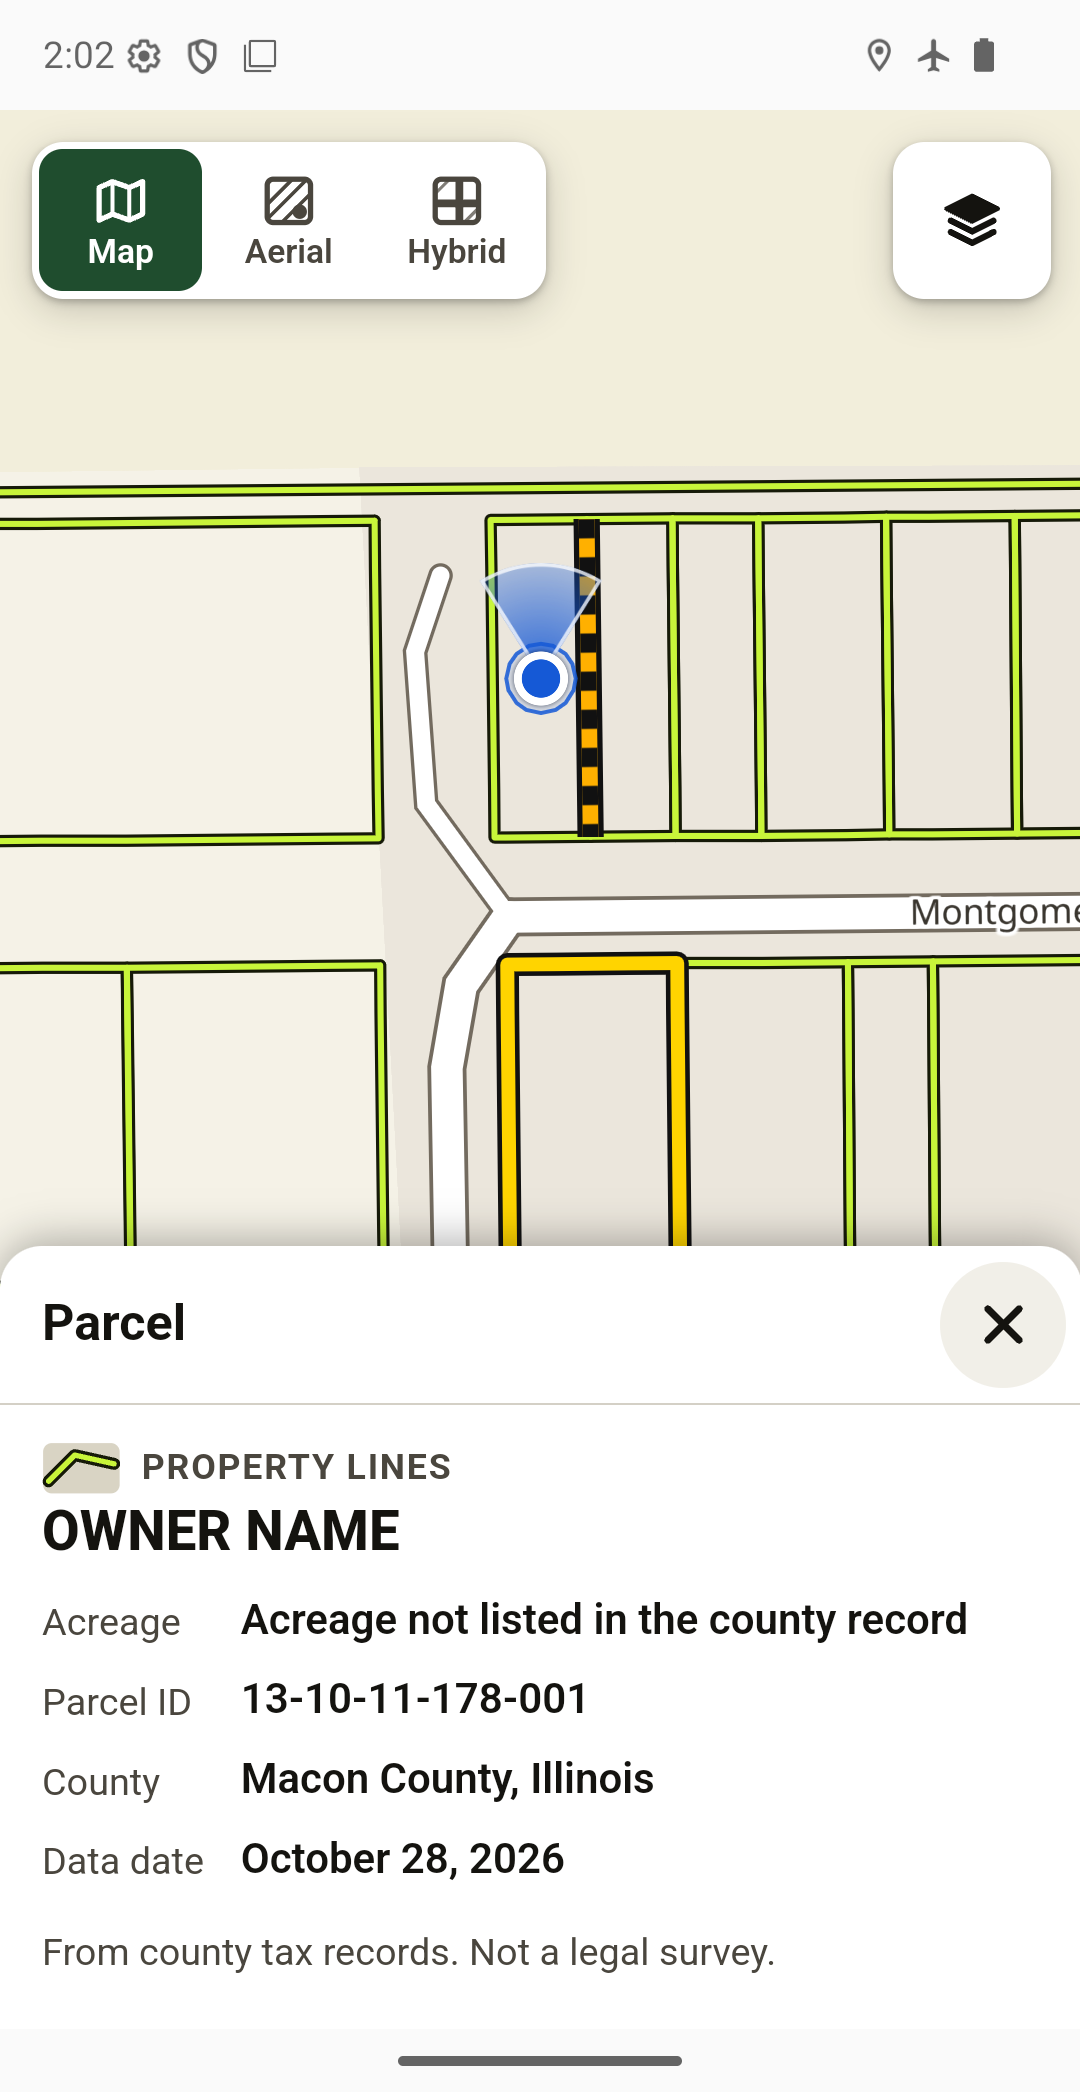 2:02
Map
Aerial
Hybrid
Montgome
Parcel
PROPERTY LINES
OWNER NAME
Acreage Acreage not listed in the county record
Parcel ID 13-10-11-178-001
County Macon County, Illinois
Data date October 28, 2026
From county tax records. Not a legal survey.